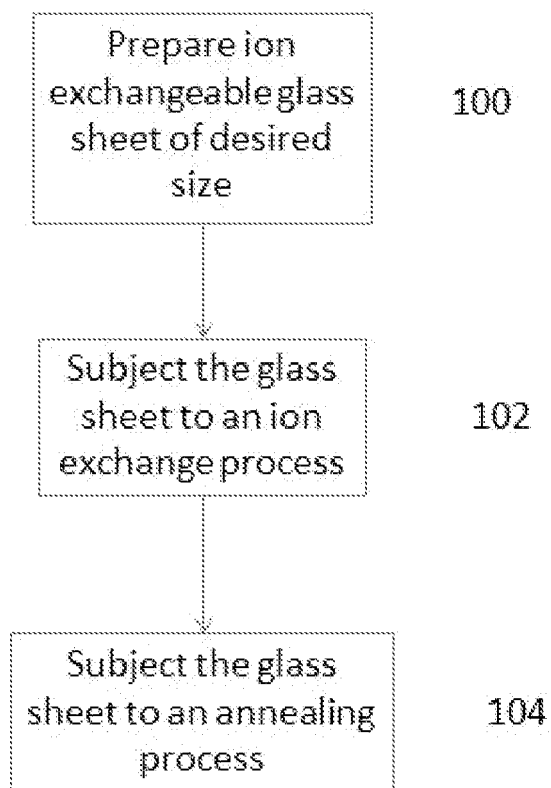 Prepare ion
exchangeable glass
sheet of desired
size
100
Subject the glass
sheet to an ion
exchange process
102
Subject the glass
sheet to an annealing
process
104